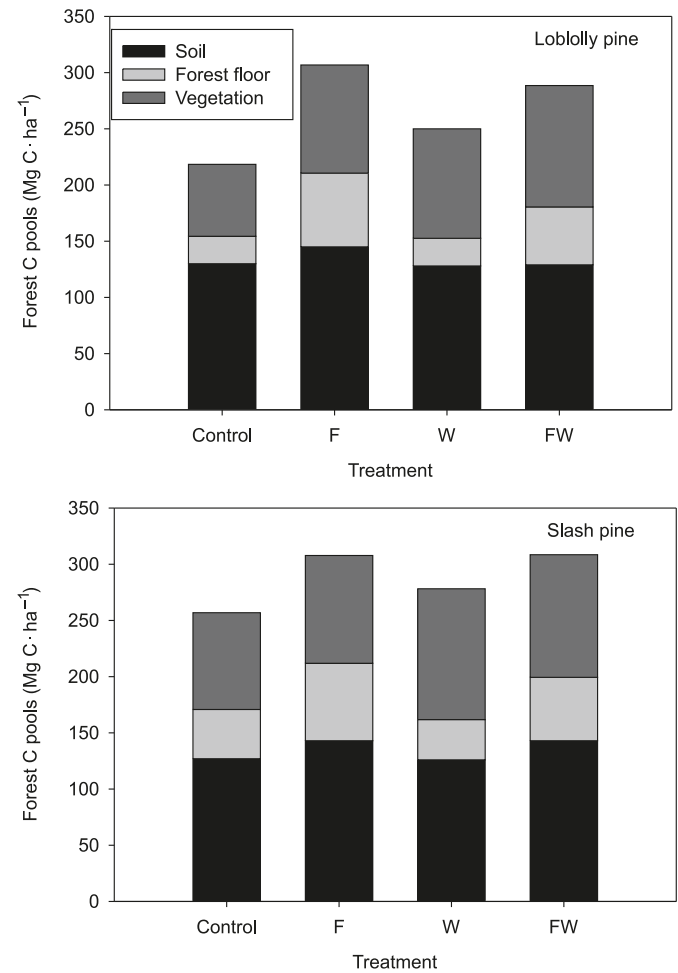 350
300
250
200
150
100
50
0
Forest C pools (Mg C · ha⁻¹)
Soil
Forest floor
Vegetation
Loblolly pine
Control F W FW
Treatment
350
300
250
200
150
100
50
0
Forest C pools (Mg C · ha⁻¹)
Slash pine
Control F W FW
Treatment